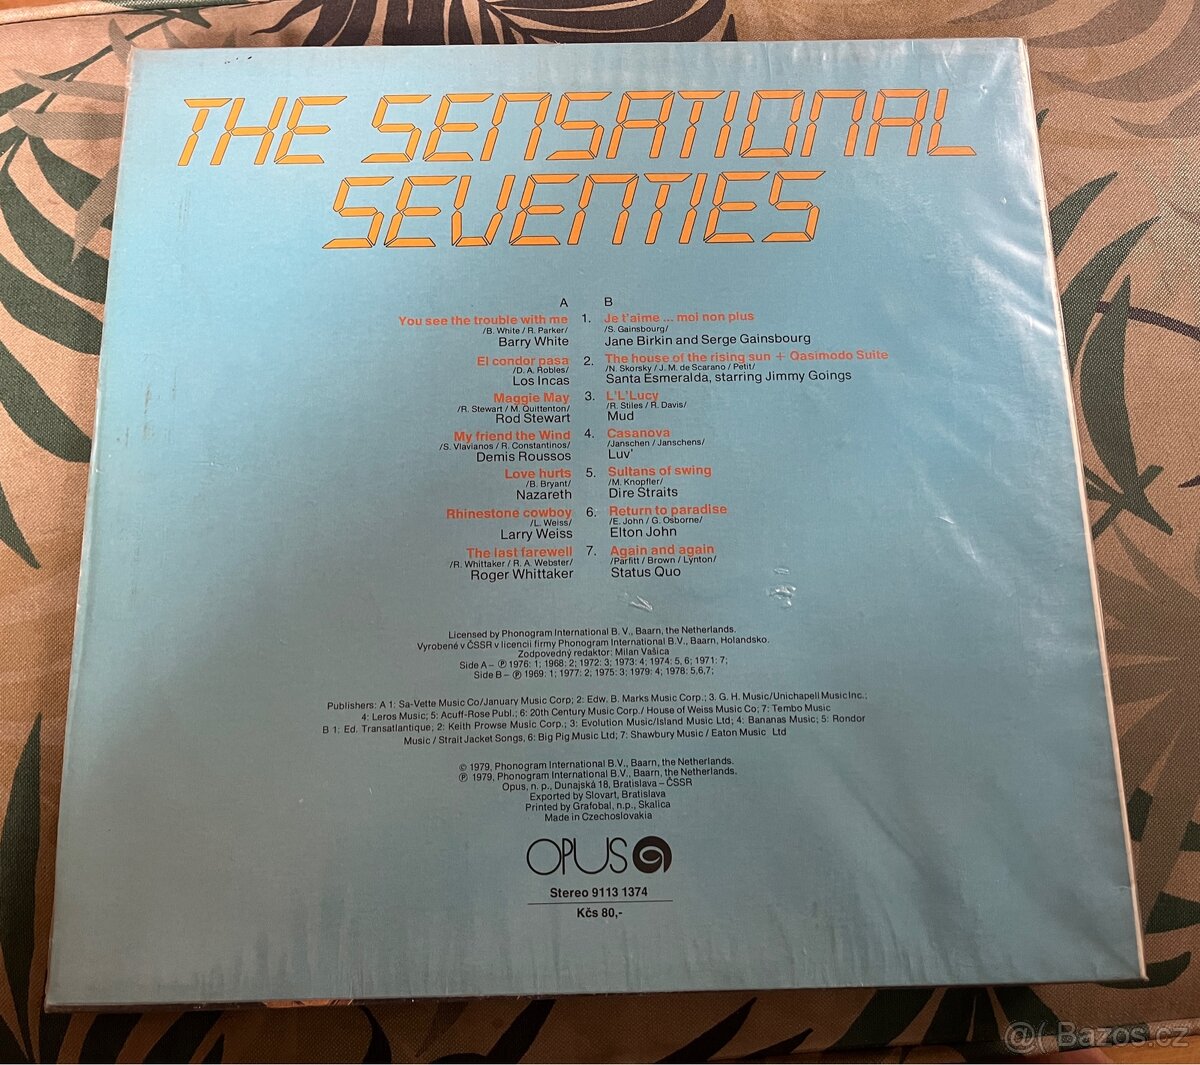 THE SENSATIONAL
SEVENTIES
A B
You see the trouble with me 1. Je t'aime ... moi non plus
/B. White / R. Parker/ /S. Gainsbourg/
Barry White Jane Birkin and Serge Gainsbourg
El condor pasa 2. The house of the rising sun + Qasimodo Suite
/D. A. Robles/ /N. Skorsky / J. M. de Scarano / Petit/
Los Incas Santa Esmeralda, starring Jimmy Goings
Maggie May 3. L'L'Lucy
/R. Stewart / M. Quittenton/ /R. Stiles / R. Davis/
Rod Stewart Mud
My friend the Wind 4. Casanova
/S. Vlavianos / R. Constantinos/ /Janschen / Janschens/
Demis Roussos Luv'
Love hurts 5. Sultans of swing
/B. Bryant/ /M. Knopfler/
Nazareth Dire Straits
Rhinestone cowboy 6. Return to paradise
/L. Weiss/ /E. John / G. Osborne/
Larry Weiss Elton John
The last farewell 7. Again and again
/R. Whittaker / R. A. Webster/ /Parfitt / Brown / Lynton/
Roger Whittaker Status Quo
Licensed by Phonogram International B. V., Baarn, the Netherlands.
Vyrobené v ČSSR v licencii firmy Phonogram International B. V., Baarn, Holandsko.
Zodpovedný redaktor: Milan Vašica
Side A – ℗ 1976: 1; 1968: 2; 1972: 3; 1973: 4; 1974: 5, 6; 1971: 7;
Side B – ℗ 1969: 1; 1977: 2; 1975: 3; 1979: 4; 1978: 5,6,7;
Publishers: A 1: Sa-Vette Music Co/January Music Corp; 2: Edw, B. Marks Music Corp.; 3. G. H. Music/Unichapell Music Inc.;
4: Leros Music; 5: Acuff-Rose Publ.; 6: 20th Century Music Corp./ House of Weiss Music Co; 7: Tembo Music
B 1: Ed. Transatlantique, 2: Keith Prowse Music Corp.; 3: Evolution Music/Island Music Ltd; 4: Bananas Music; 5: Rondor
Music / Strait Jacket Songs, 6: Big Pig Music Ltd; 7: Shawbury Music / Eaton Music Ltd
© 1979, Phonogram International B.V., Baarn, the Netherlands.
℗ 1979, Phonogram International B.V., Baarn, the Netherlands.
Opus, n. p., Dunajská 18, Bratislava – ČSSR
Exported by Slovart, Bratislava
Printed by Grafobal, n.p., Skalica
Made in Czechoslovakia
OPUS
Stereo 9113 1374
Kčs 80,-
@( Bazos.cz